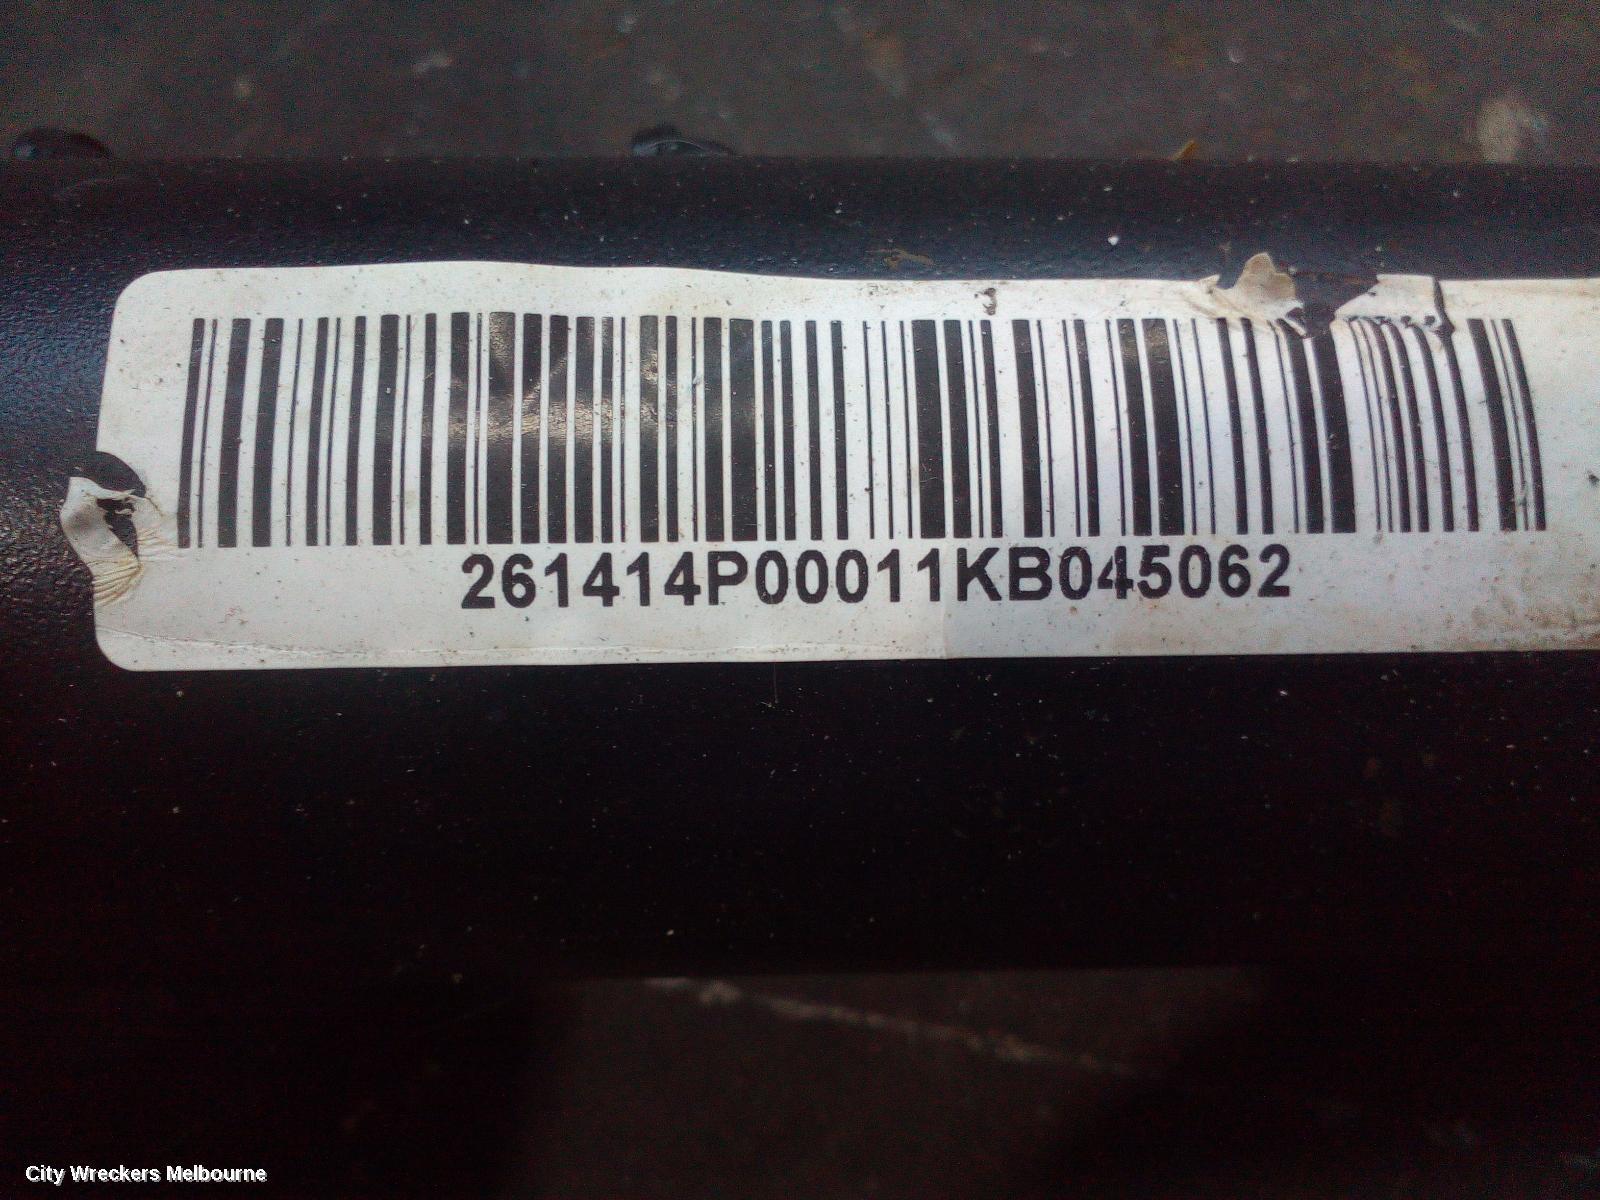 261414P00011KB045062
City Wreckers Melbourne